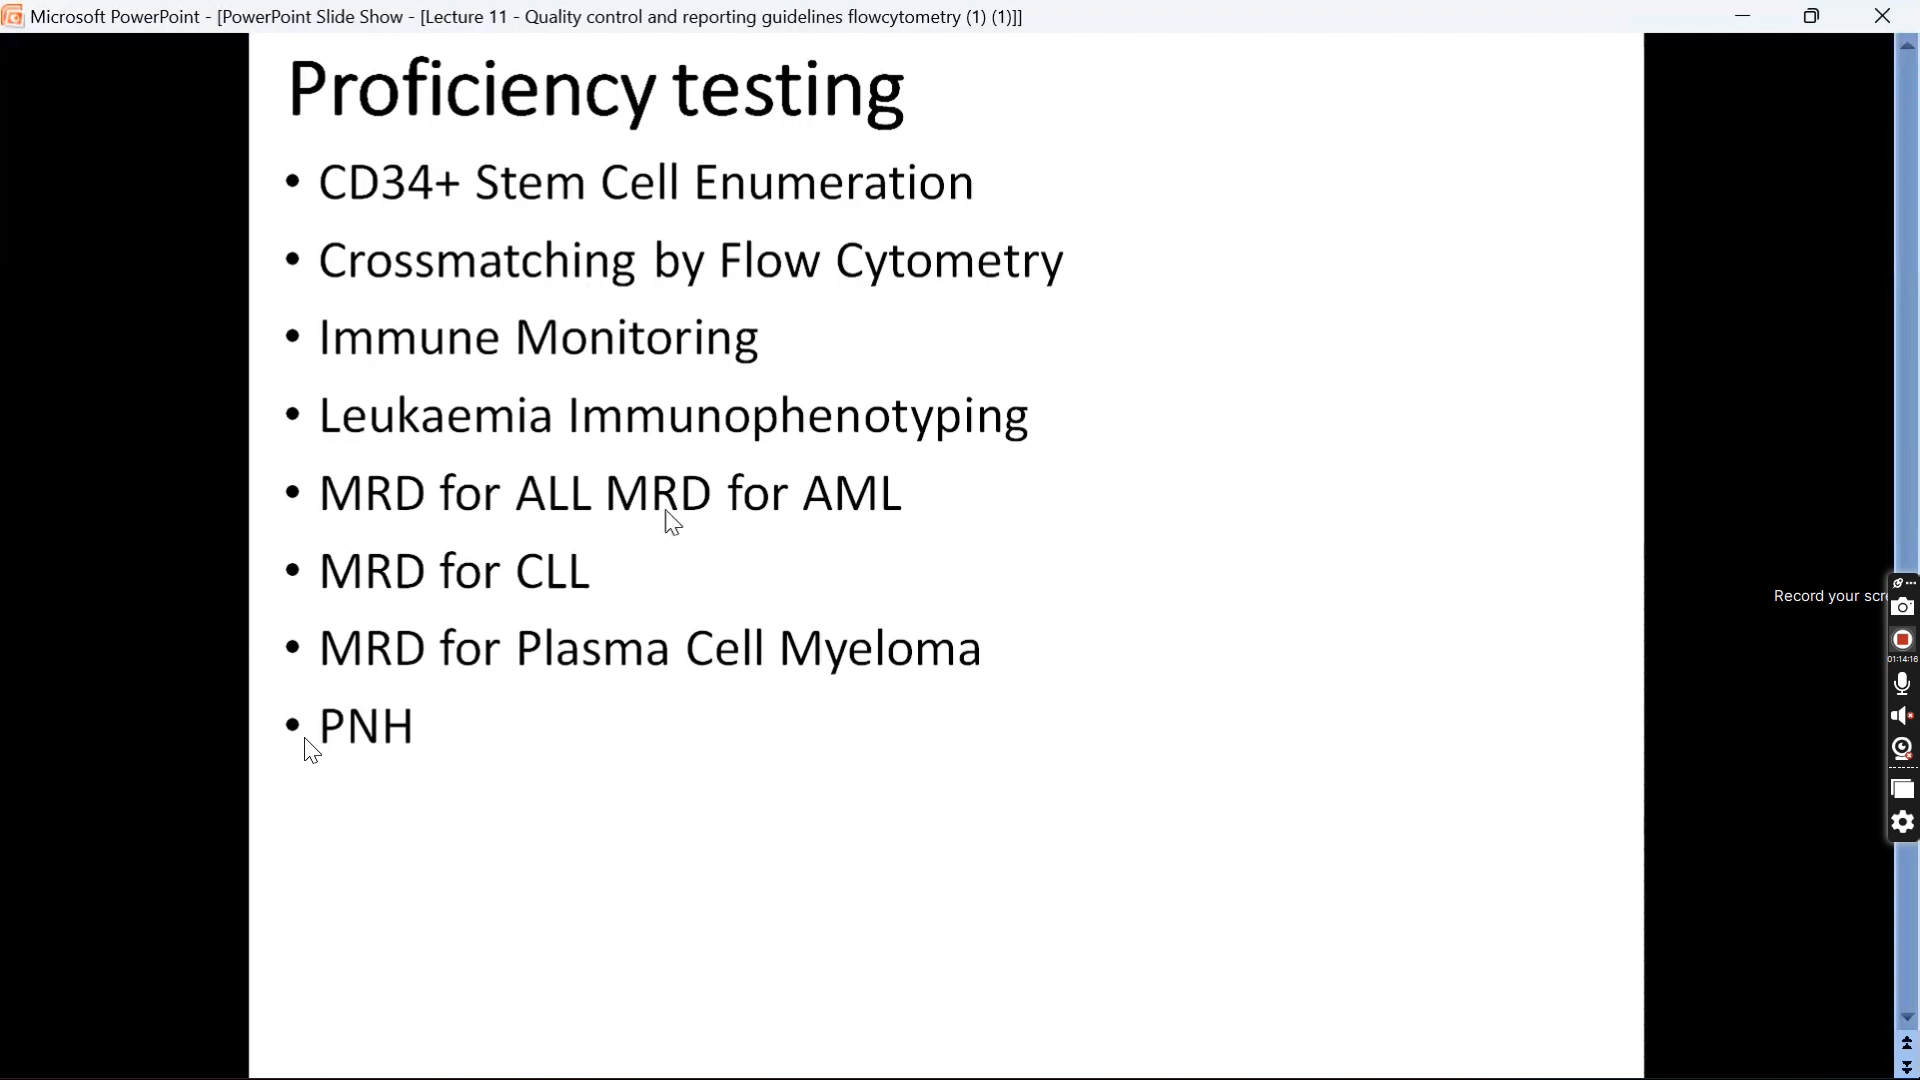 Microsoft PowerPoint - [PowerPoint Slide Show - [Lecture 11 - Quality control and reporting guidelines flowcytometry (1) (1)]]
Proficiency testing
• CD34+ Stem Cell Enumeration
• Crossmatching by Flow Cytometry
• Immune Monitoring
• Leukaemia Immunophenotyping
• MRD for ALL MRD for AML
• MRD for CLL
• MRD for Plasma Cell Myeloma
• PNH
Record your scre
01:14:16